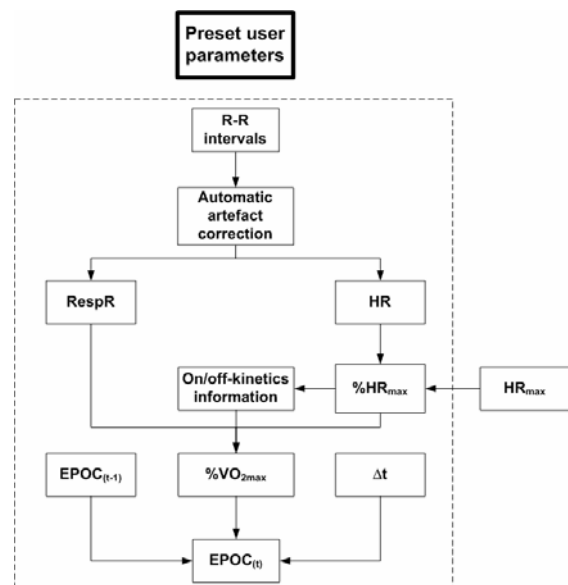 Preset user
parameters
R-R
intervals
Automatic
artefact
correction
RespR
HR
On/off-kinetics
information
%HRmax
HRmax
EPOC(t-1)
%VO2max
Δt
EPOC(t)